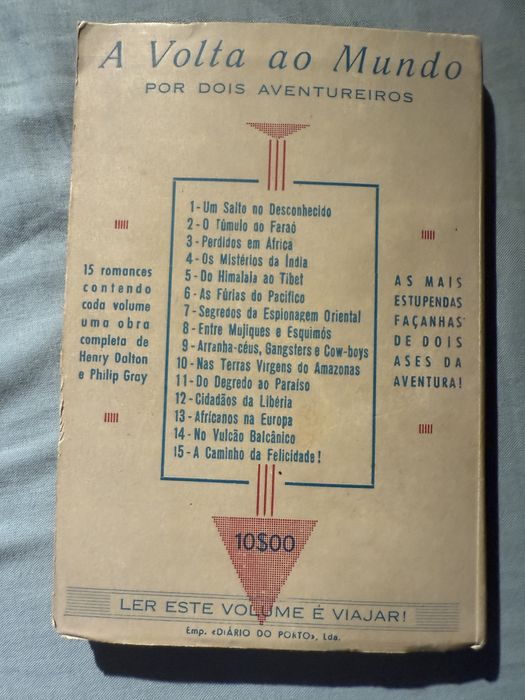 A Volta ao Mundo
POR DOIS AVENTUREIROS
1 - Um Salto no Desconhecido
2 - O Túmulo do Faraó
3 - Perdidos em África
4 - Os Mistérios da Índia
5 - Do Himalaia ao Tibet
6 - As Fúrias do Pacífico
7 - Segredos da Espionagem Oriental
8 - Entre Mujiques e Esquimós
9 - Arranha-céus, Gangsters e Cow-boys
10 - Nas Terras Virgens do Amazonas
11 - Do Degredo ao Paraíso
12 - Cidadãos da Libéria
13 - Africanos na Europa
14 - No Vulcão Balcânico
15 - A Caminho da Felicidade!
15 romances
contendo
cada volume
uma obra
completa de
Henry Dalton
e Philip Gray
AS MAIS
ESTUPENDAS
FAÇANHAS
DE DOIS
ASES DA
AVENTURA!
10$00
LER ESTE VOLUME É VIAJAR!
Emp. «DIÁRIO DO PORTO», Lda.